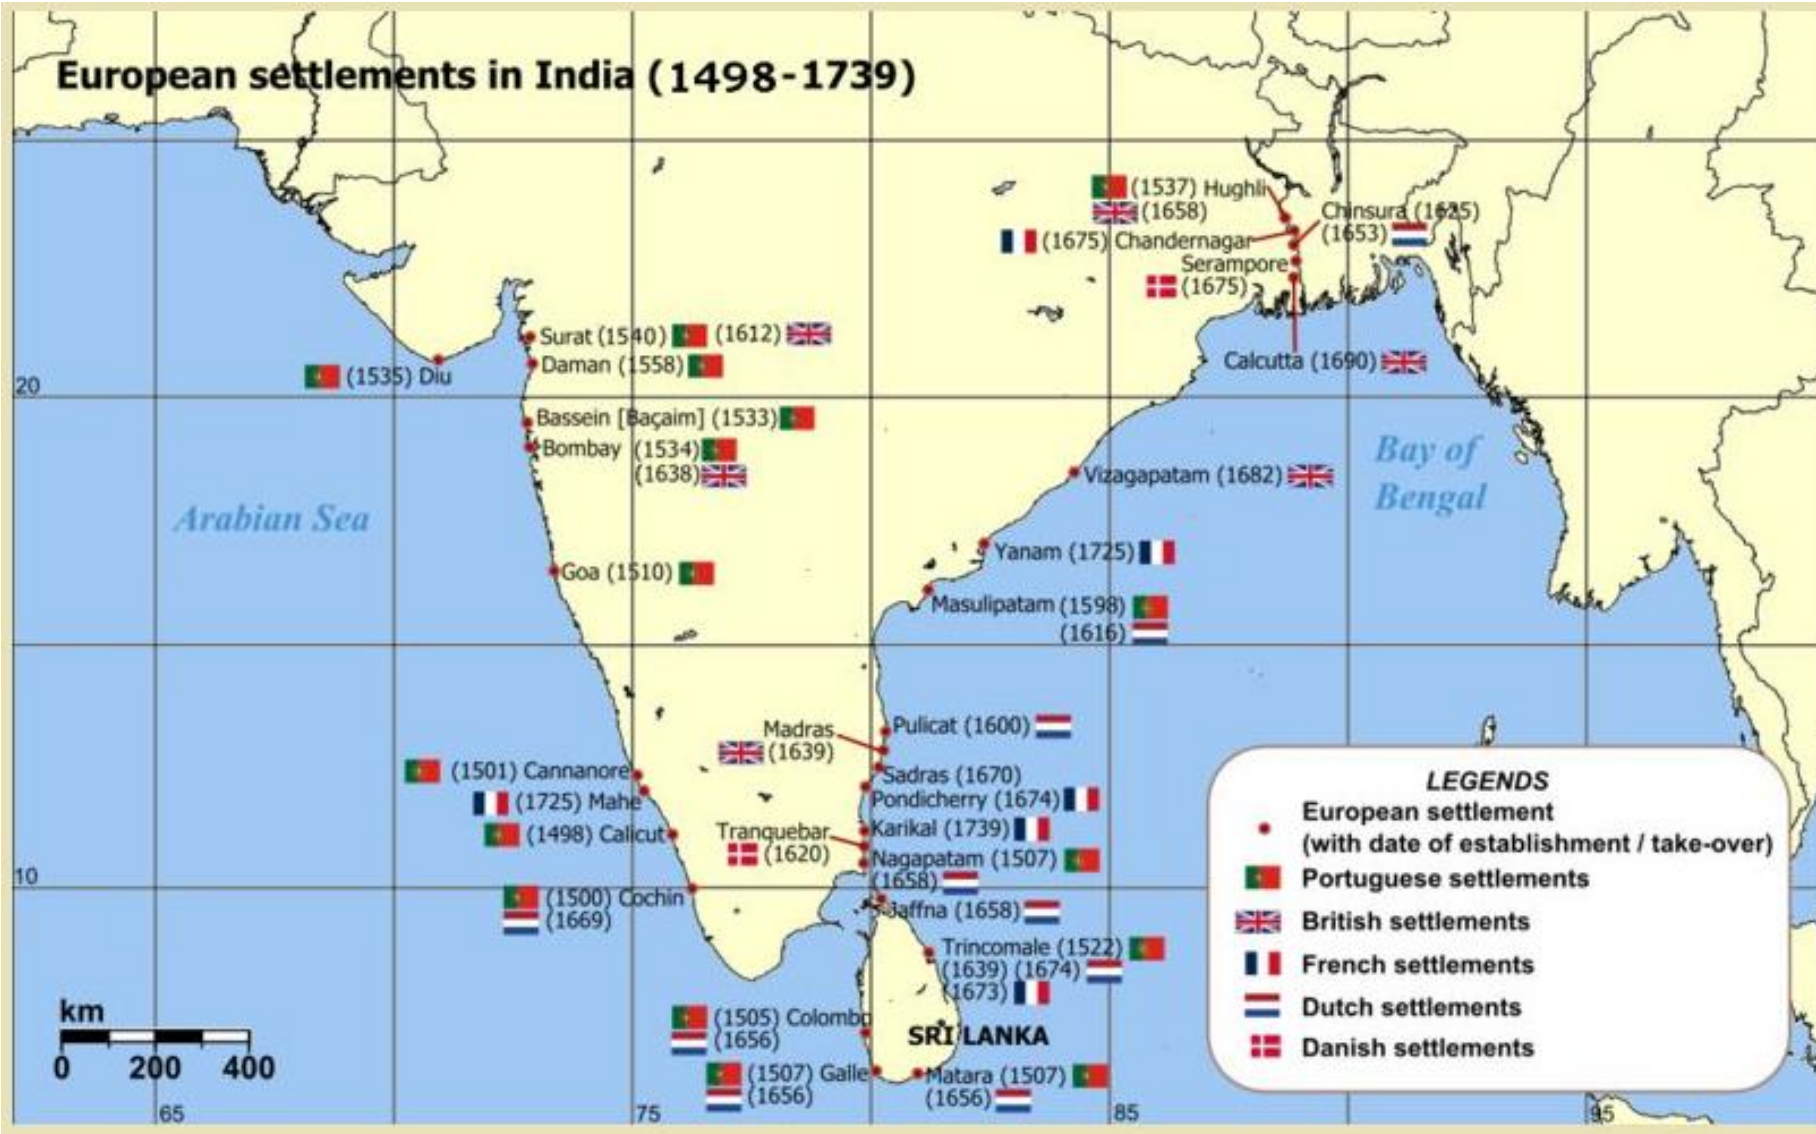 European settlements in India (1498-1739)
(1537) Hughli
(1658)
Chinsura (1625)
(1653)
(1675) Chandernagar
Serampore
(1675)
Calcutta (1690)
Surat (1540) (1612)
Daman (1558)
(1535) Diu
20
Bassein [Baçaim] (1533)
Bombay (1534)
(1638)
Bay of
Bengal
Vizagapatam (1682)
Arabian Sea
Yanam (1725)
Goa (1510)
Masulipatam (1598)
(1616)
Pulicat (1600)
Madras
(1639)
Sadras (1670)
(1501) Cannanore
Pondicherry (1674)
(1725) Mahe
Karikal (1739)
(1498) Calicut
Tranquebar
(1620)
Nagapatam (1507)
(1658)
10
(1500) Cochin
(1669)
Jaffna (1658)
Trincomale (1522)
(1639) (1674)
(1673)
(1505) Colombo
(1656)
SRI LANKA
(1507) Galle
(1656)
Matara (1507)
(1656)
km
0 200 400
65 75 85 95
LEGENDS
European settlement
(with date of establishment / take-over)
Portuguese settlements
British settlements
French settlements
Dutch settlements
Danish settlements